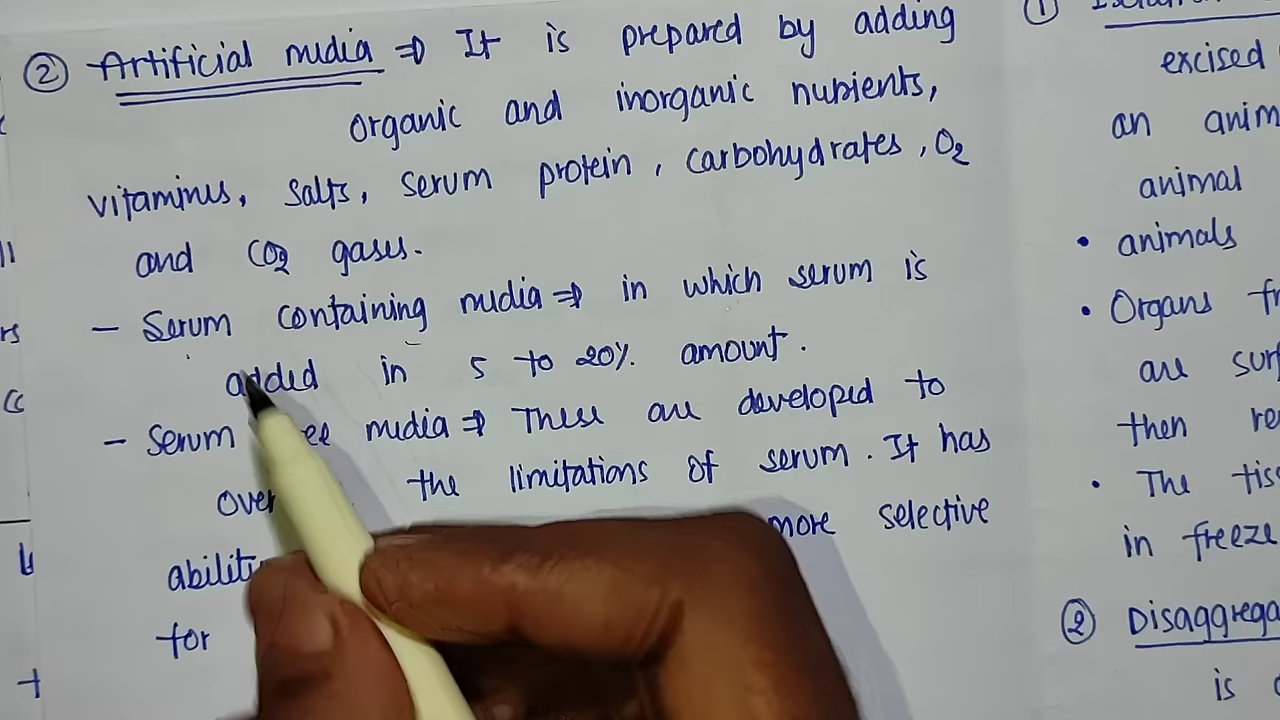 ② Artificial media ⇒ It is prepared by adding
organic and inorganic nutrients,
vitamins, salts, serum protein, carbohydrates, O2
and CO2 gases.
- Serum containing media ⇒ in which serum is
added in 5 to 20% amount.
- Serum media ⇒ These are developed to
the limitations of serum. It has
more selective
for
①
excised
an
animal
• animals
• Organs
are
then
• The
in freeze
②
is